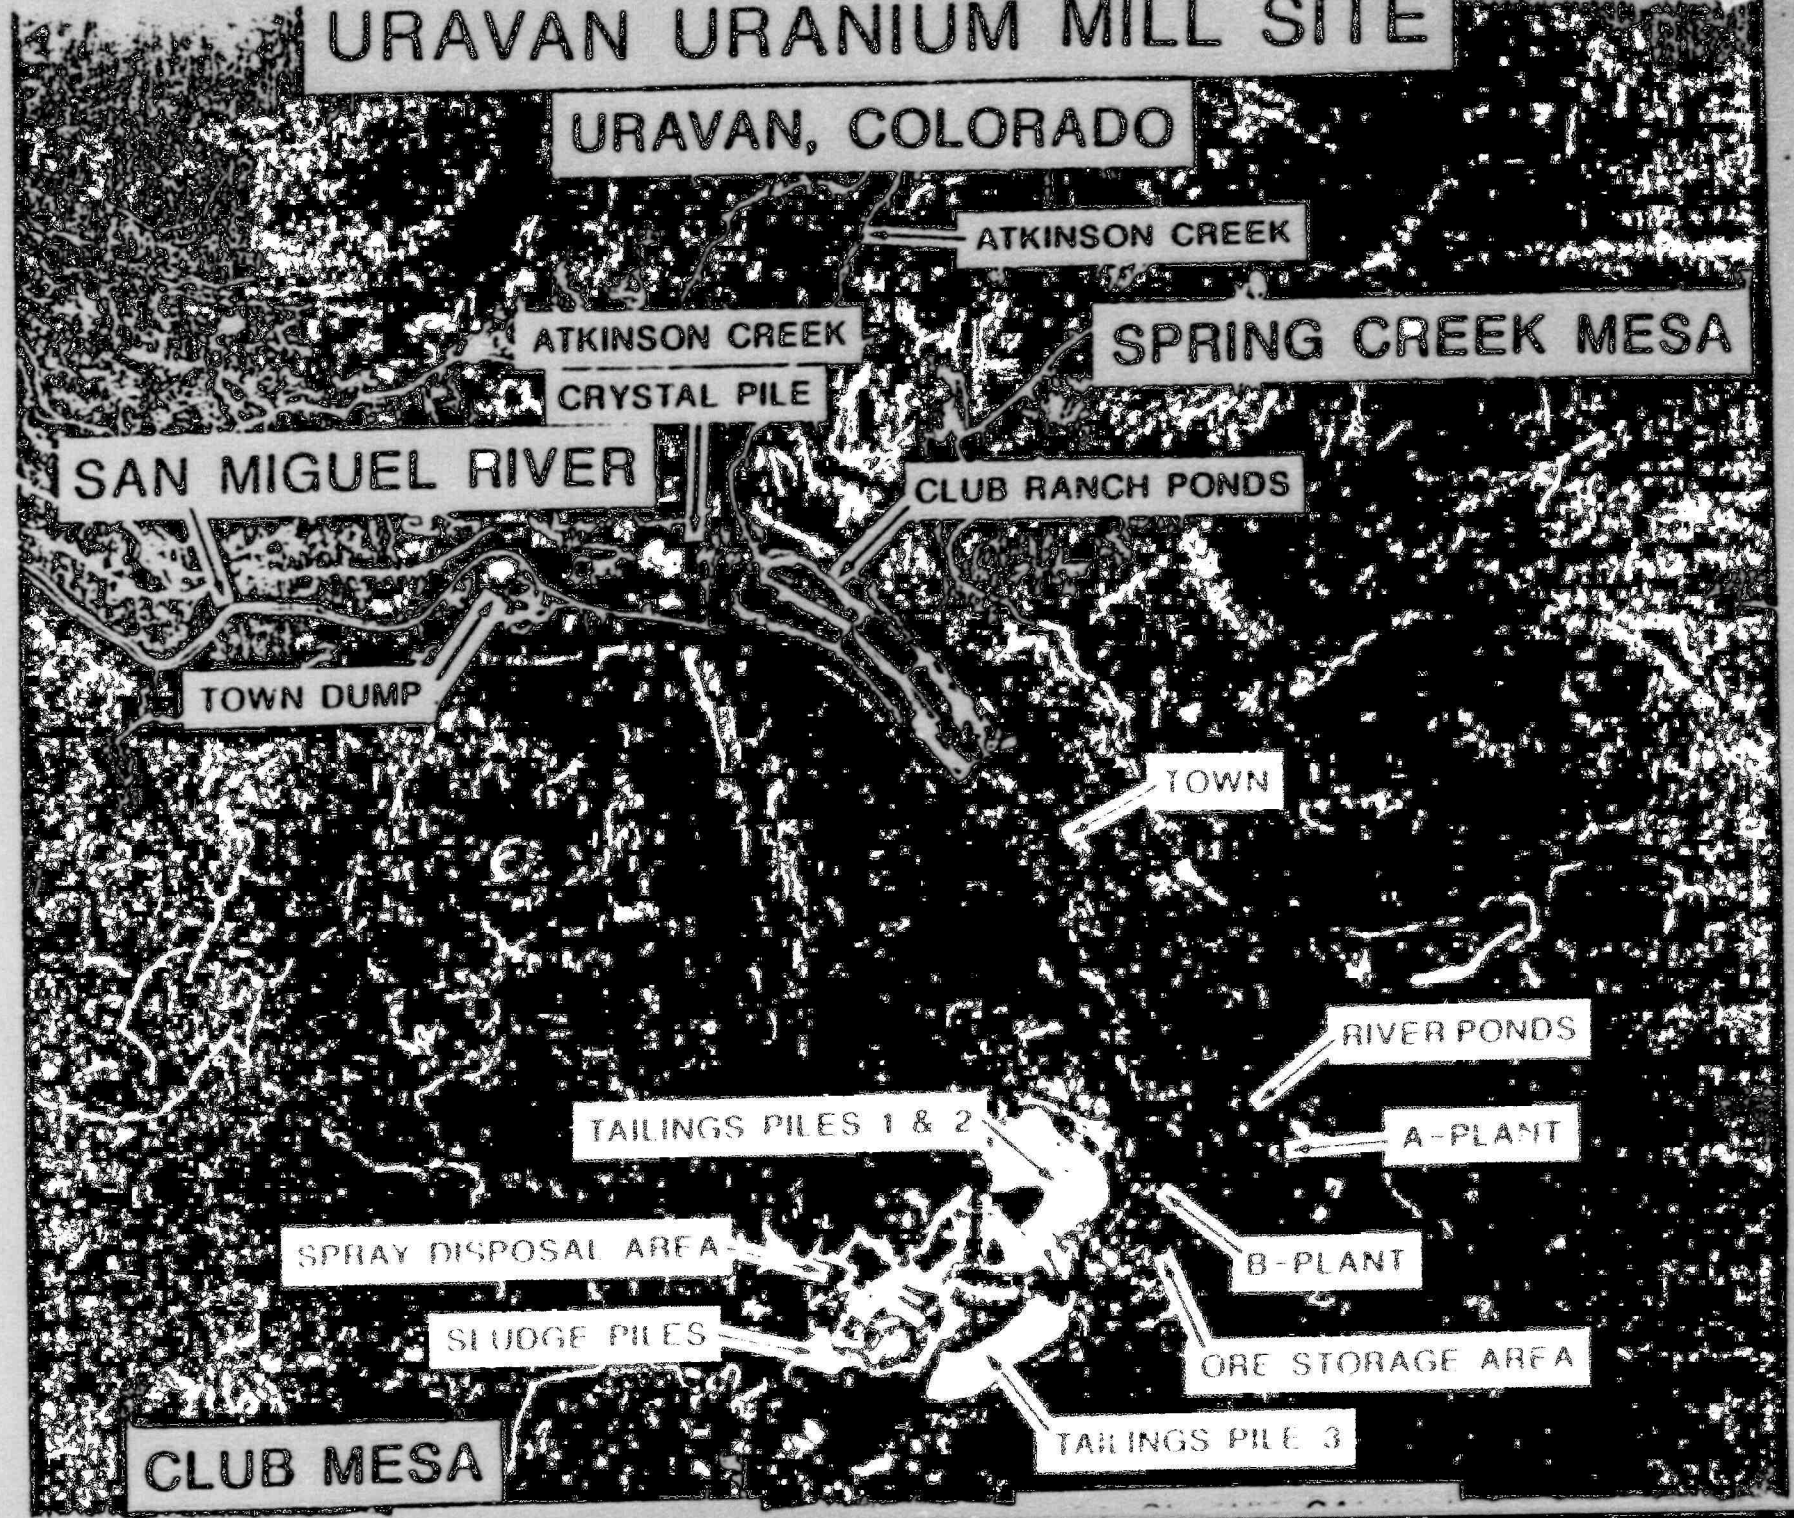 URAVAN URANIUM MILL SITE
URAVAN, COLORADO
ATKINSON CREEK
ATKINSON CREEK
CRYSTAL PILE
SPRING CREEK MESA
SAN MIGUEL RIVER
CLUB RANCH PONDS
TOWN DUMP
TOWN
RIVER PONDS
TAILINGS PILES 1 & 2
A-PLANT
SPRAY DISPOSAL AREA
B-PLANT
SLUDGE PILES
ORE STORAGE AREA
TAILINGS PILE 3
CLUB MESA